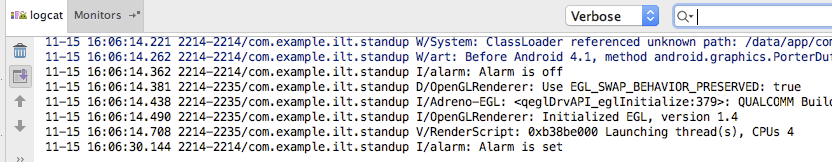 logcat Monitors →" Verbose
11-15 16:06:14.221 2214-2214/com.example.ilt.standup W/System: ClassLoader referenced unknown path: /data/app/com
11-15 16:06:14.262 2214-2214/com.example.ilt.standup W/art: Before Android 4.1, method android.graphics.PorterDuf
11-15 16:06:14.362 2214-2214/com.example.ilt.standup I/alarm: Alarm is off
11-15 16:06:14.381 2214-2235/com.example.ilt.standup D/OpenGLRenderer: Use EGL_SWAP_BEHAVIOR_PRESERVED: true
11-15 16:06:14.438 2214-2235/com.example.ilt.standup I/Adreno-EGL: <qeglDrvAPI_eglInitialize:379>: QUALCOMM Build
11-15 16:06:14.490 2214-2235/com.example.ilt.standup I/OpenGLRenderer: Initialized EGL, version 1.4
11-15 16:06:14.708 2214-2235/com.example.ilt.standup V/RenderScript: 0xb38be000 Launching thread(s), CPUs 4
11-15 16:06:30.144 2214-2214/com.example.ilt.standup I/alarm: Alarm is set